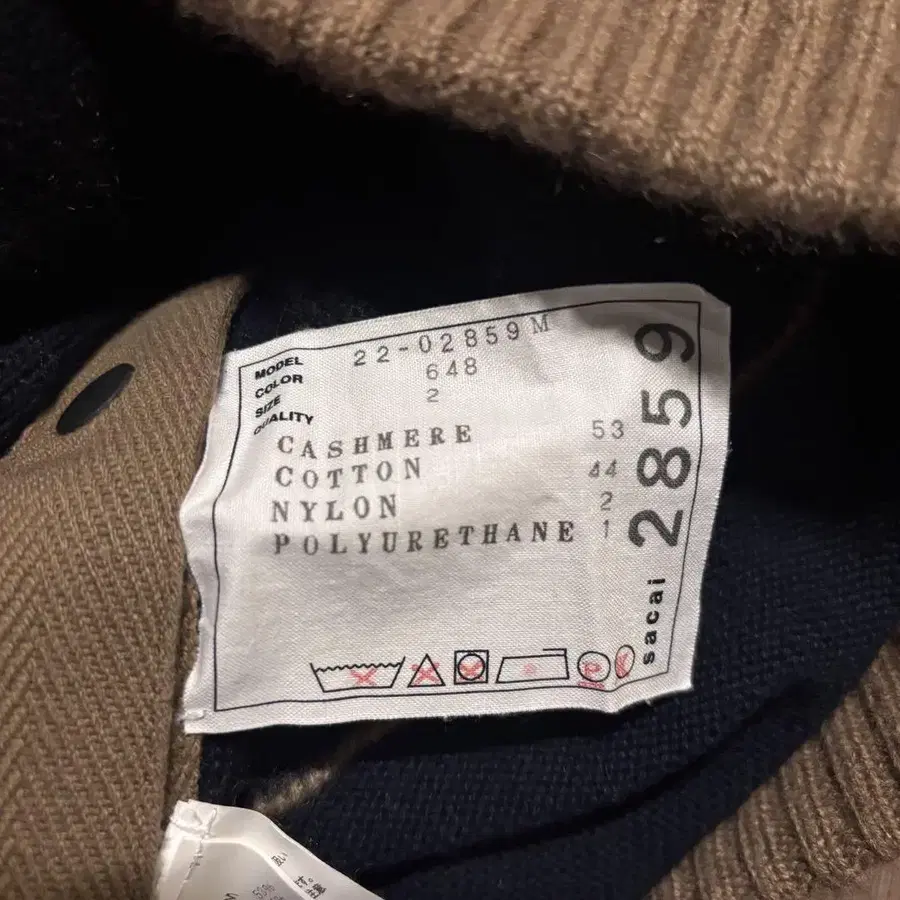 MODEL 22-02859M
COLOR 648
SIZE 2
QUALITY
CASHMERE 53
COTTON 44
NYLON 2
POLYURETHANE 1
P
sacai 2859